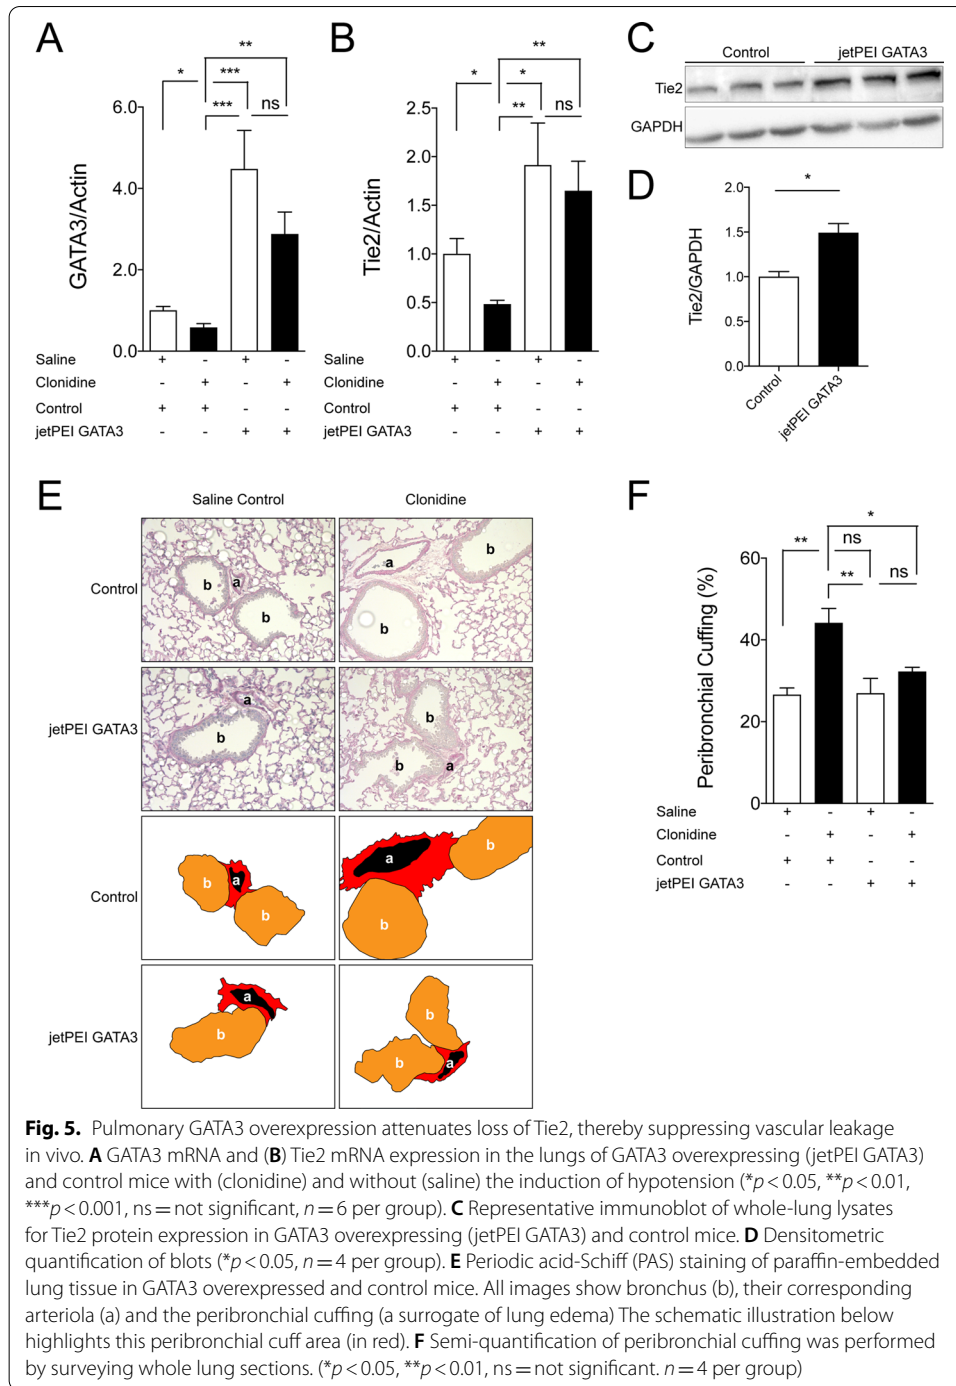 A
**
*
***
***
ns
GATA3/Actin
6.0
4.0
2.0
0.0
Saline + - + -
Clonidine - + - +
Control + + - -
jetPEI GATA3 - - + +
B
**
*
*
**
ns
Tie2/Actin
2.5
2.0
1.5
1.0
0.5
0.0
Saline + - + -
Clonidine - + - +
Control + + - -
jetPEI GATA3 - - + +
C
Control jetPEI GATA3
Tie2
GAPDH
D
*
Tie2/GAPDH
2.0
1.5
1.0
0.5
0.0
Control
jetPEI GATA3
E
Saline Control Clonidine
Control
b
a
b
a
b
b
jetPEI GATA3
a
b
b
b
a
Control
b
a
b
a
b
b
jetPEI GATA3
a
b
b
b
a
F
*
** ns
** ns
Peribronchial Cuffing (%)
60
40
20
0
Saline + - + -
Clonidine - + - +
Control + + - -
jetPEI GATA3 - - + +
Fig. 5. Pulmonary GATA3 overexpression attenuates loss of Tie2, thereby suppressing vascular leakage
in vivo. A GATA3 mRNA and (B) Tie2 mRNA expression in the lungs of GATA3 overexpressing (jetPEI GATA3)
and control mice with (clonidine) and without (saline) the induction of hypotension (*p < 0.05, **p < 0.01,
***p < 0.001, ns = not significant, n = 6 per group). C Representative immunoblot of whole-lung lysates
for Tie2 protein expression in GATA3 overexpressing (jetPEI GATA3) and control mice. D Densitometric
quantification of blots (*p < 0.05, n = 4 per group). E Periodic acid-Schiff (PAS) staining of paraffin-embedded
lung tissue in GATA3 overexpressed and control mice. All images show bronchus (b), their corresponding
arteriola (a) and the peribronchial cuffing (a surrogate of lung edema) The schematic illustration below
highlights this peribronchial cuff area (in red). F Semi-quantification of peribronchial cuffing was performed
by surveying whole lung sections. (*p < 0.05, **p < 0.01, ns = not significant. n = 4 per group)